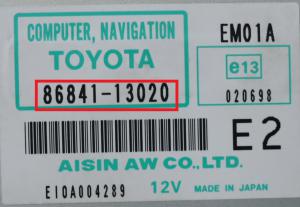 COMPUTER, NAVIGATION
TOYOTA
86841-13020
EM01A
e13
020698
E2
AISIN AW CO., LTD.
E10A004289 12V MADE IN JAPAN